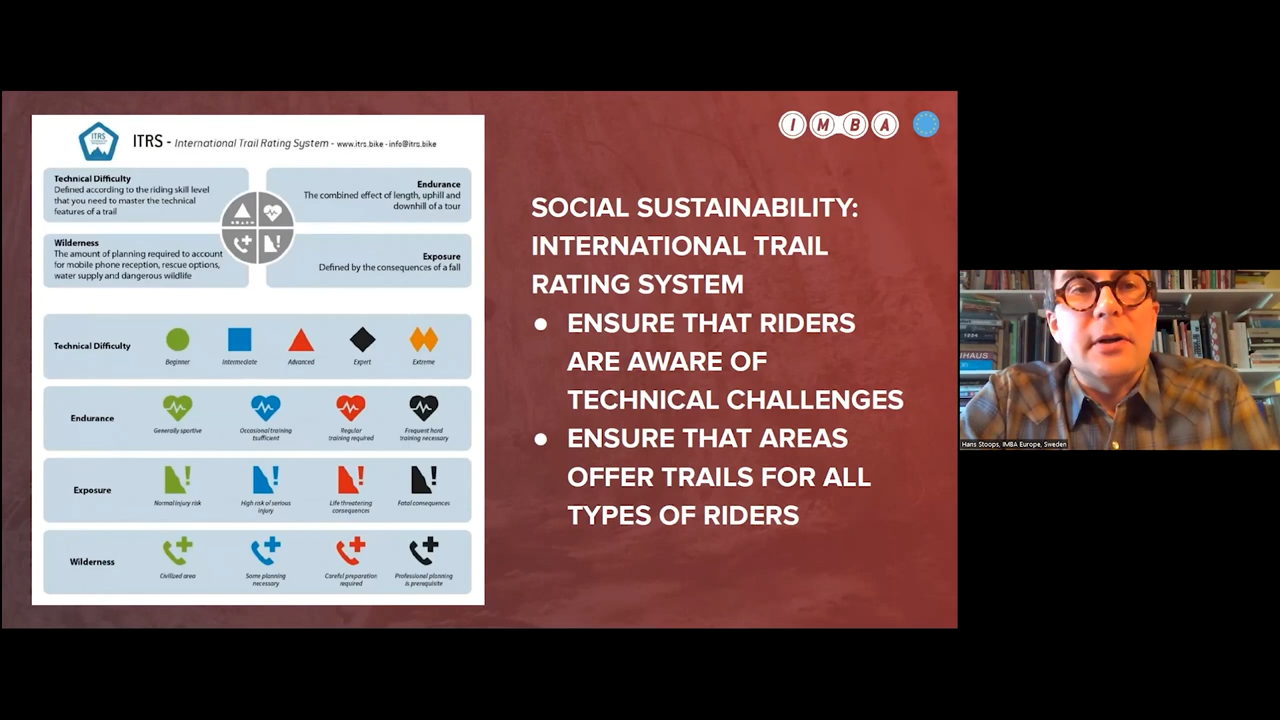 ITRS
ITRS - International Trail Rating System - www.itrs.bike - info@itrs.bike
Technical Difficulty
Defined according to the riding skill level
that you need to master the technical
features of a trail
Endurance
The combined effect of length, uphill and
downhill of a tour
Wilderness
The amount of planning required to account
for mobile phone reception, rescue options,
water supply and dangerous wildlife
Exposure
Defined by the consequences of a fall
Technical Difficulty
Beginner
Intermediate
Advanced
Expert
Extreme
Endurance
Generally sportive
Occasional training
sufficient
Regular
training required
Frequent hard
training necessary
Exposure
Normal injury risk
High risk of serious
injury
Life threatering
consequences
Fatal consequences
Wilderness
Civilized area
Some planning
necessary
Careful preparation
required
Professional planning
is prerequisite
IMBA
SOCIAL SUSTAINABILITY:
INTERNATIONAL TRAIL
RATING SYSTEM
● ENSURE THAT RIDERS
ARE AWARE OF
TECHNICAL CHALLENGES
● ENSURE THAT AREAS
OFFER TRAILS FOR ALL
TYPES OF RIDERS
Hans Stoops, IMBA Europe, Sweden